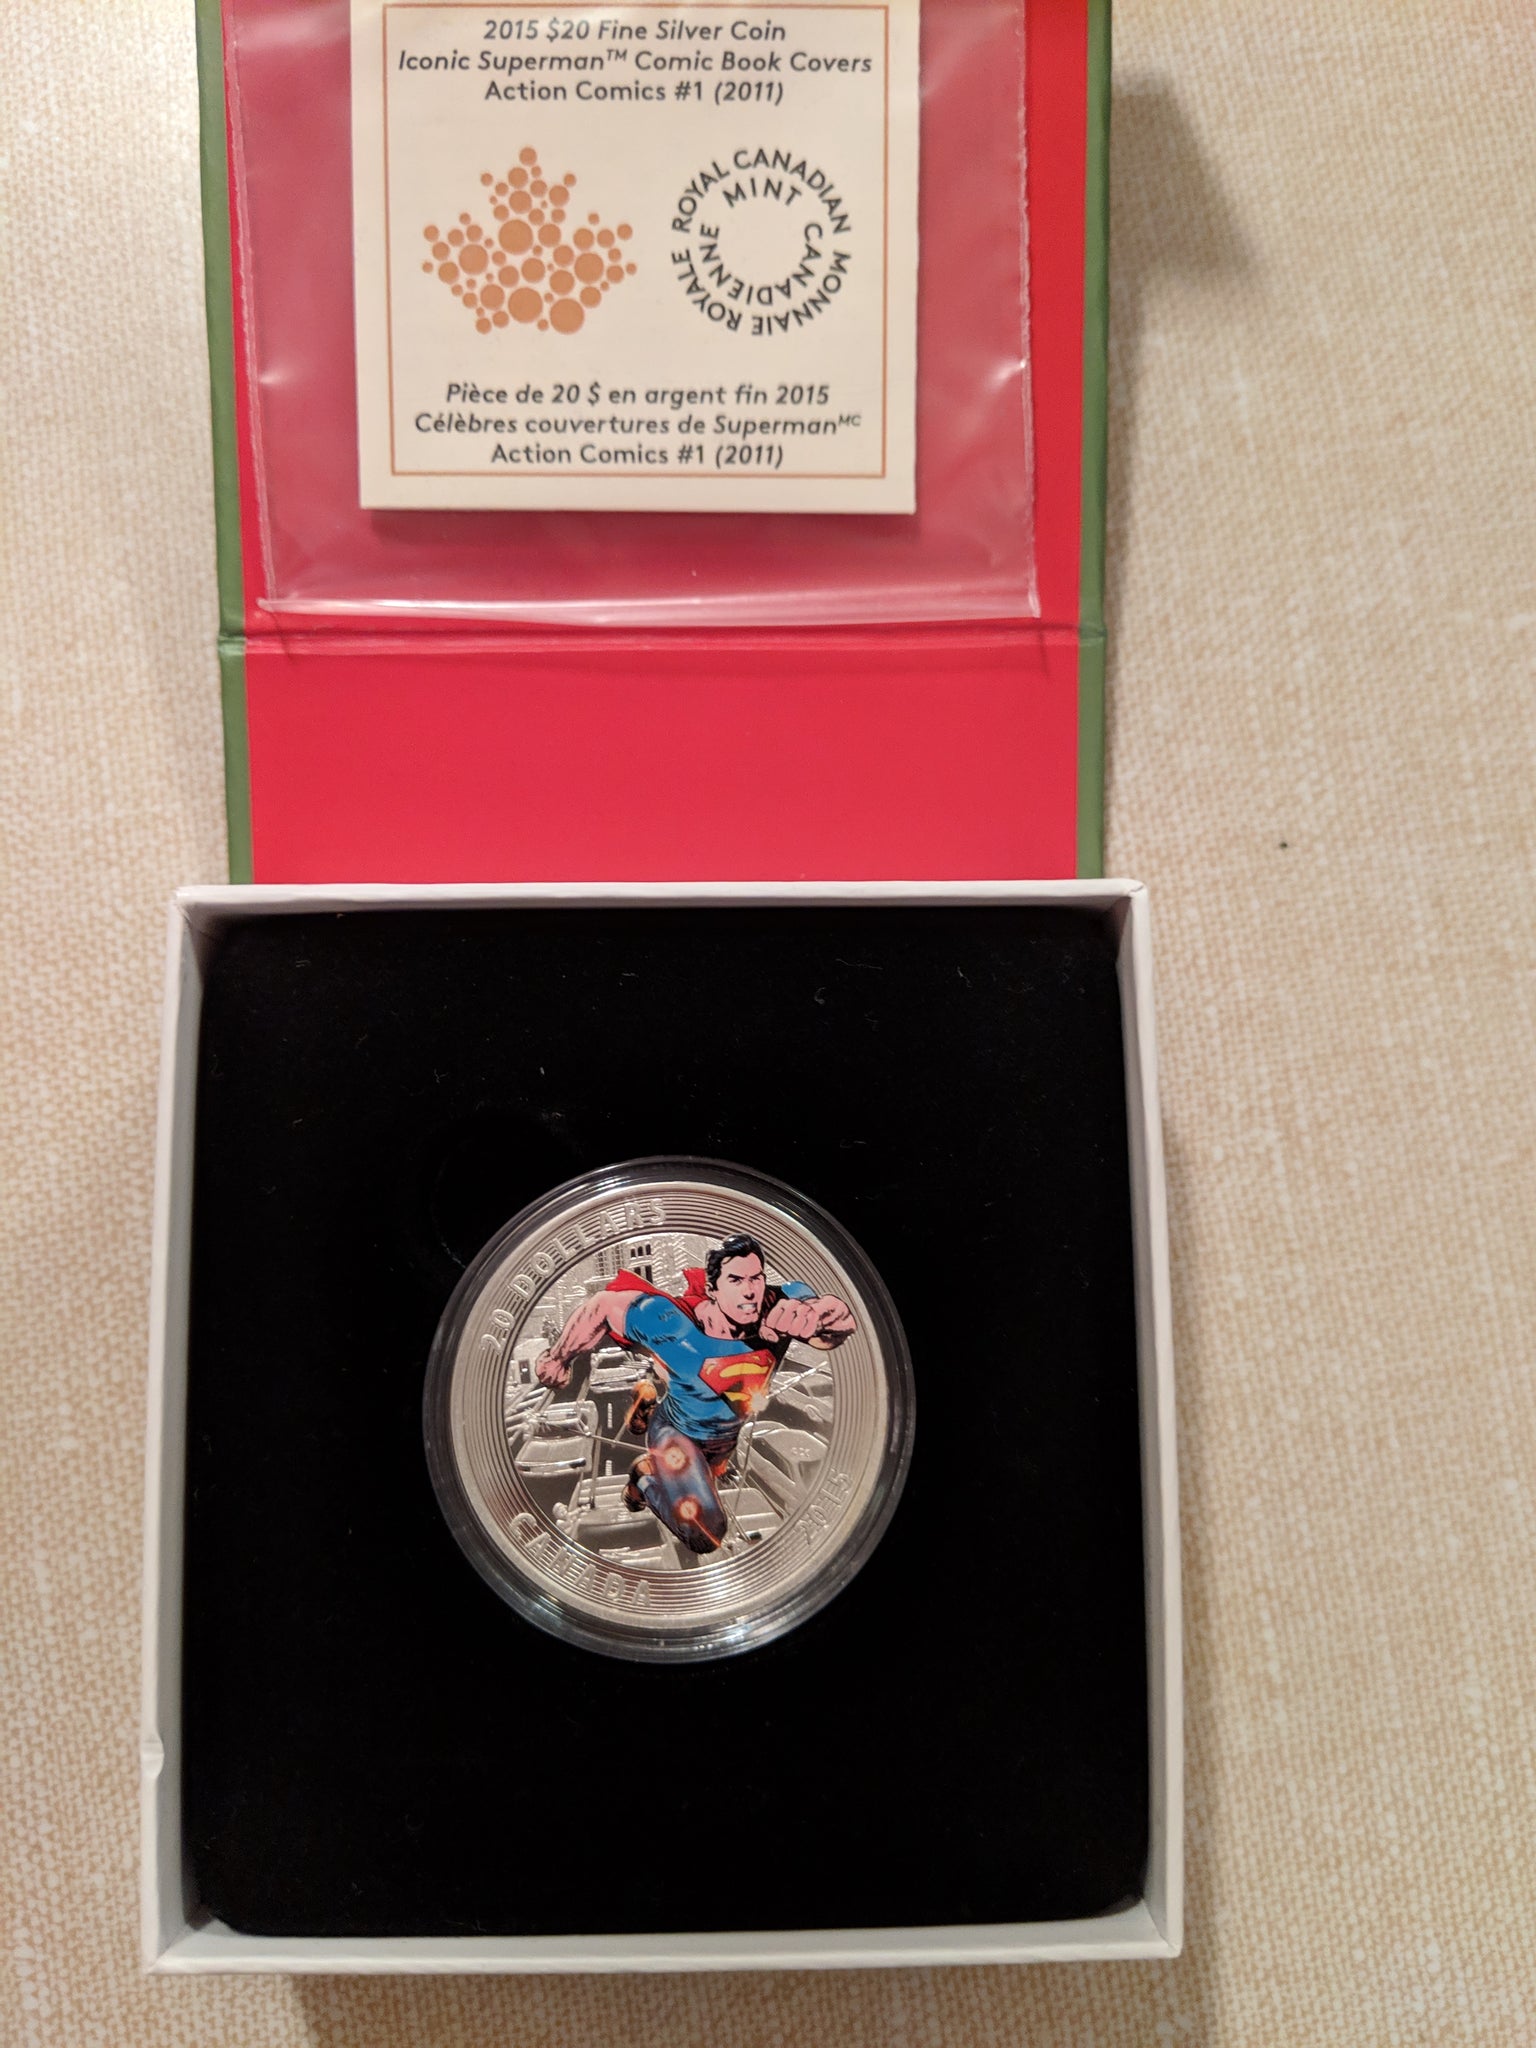 2015 $20 Fine Silver Coin
Iconic Superman™ Comic Book Covers
Action Comics #1 (2011)
ROYAL CANADIAN MINT
MONNAIE ROYALE CANADIENNE
Pièce de 20 $ en argent fin 2015
Célèbres couvertures de Supermanᴹᶜ
Action Comics #1 (2011)
20 DOLLARS
S
CANADA
2015